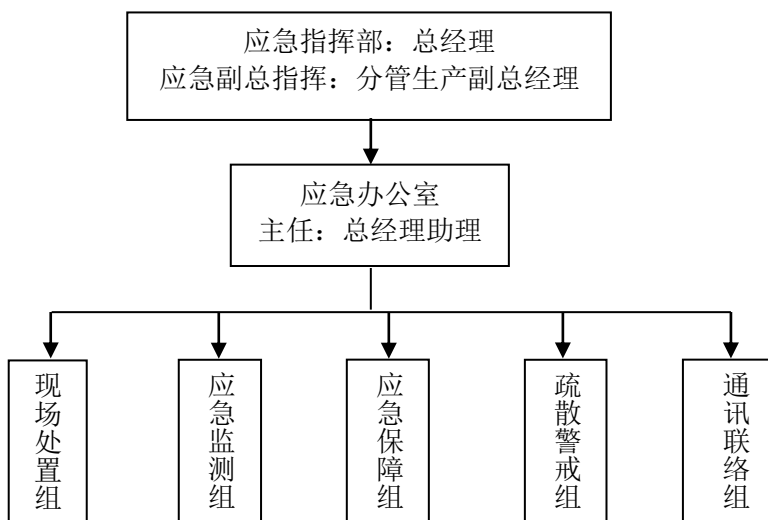 应急指挥部：总经理
应急副总指挥：分管生产副总经理
应急办公室
主任：总经理助理
现场处置组
应急监测组
应急保障组
疏散警戒组
通讯联络组